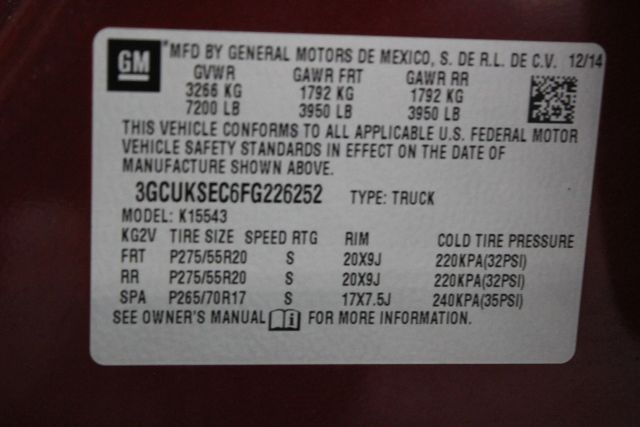 GM
MFD BY GENERAL MOTORS DE MEXICO, S. DE R.L. DE C.V. 12/14
GVWR GAWR FRT GAWR RR
3266 KG 1792 KG 1792 KG
7200 LB 3950 LB 3950 LB
THIS VEHICLE CONFORMS TO ALL APPLICABLE U.S. FEDERAL MOTOR
VEHICLE SAFETY STANDARDS IN EFFECT ON THE DATE OF
MANUFACTURE SHOWN ABOVE.
3GCUKSEC6FG226252 TYPE: TRUCK
MODEL: K15543
KG2V TIRE SIZE SPEED RTG RIM COLD TIRE PRESSURE
FRT P275/55R20 S 20X9J 220KPA(32PSI)
RR P275/55R20 S 20X9J 220KPA(32PSI)
SPA P265/70R17 S 17X7.5J 240KPA(35PSI)
SEE OWNER'S MANUAL i FOR MORE INFORMATION.